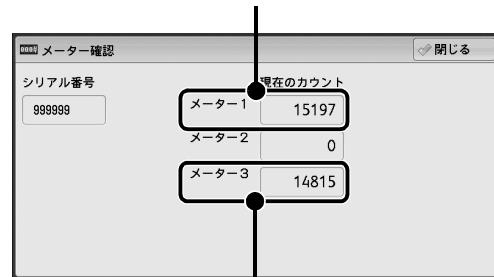 メーター確認
閉じる
シリアル番号
現在のカウント
999999
メーター1
15197
メーター2
0
メーター3
14815